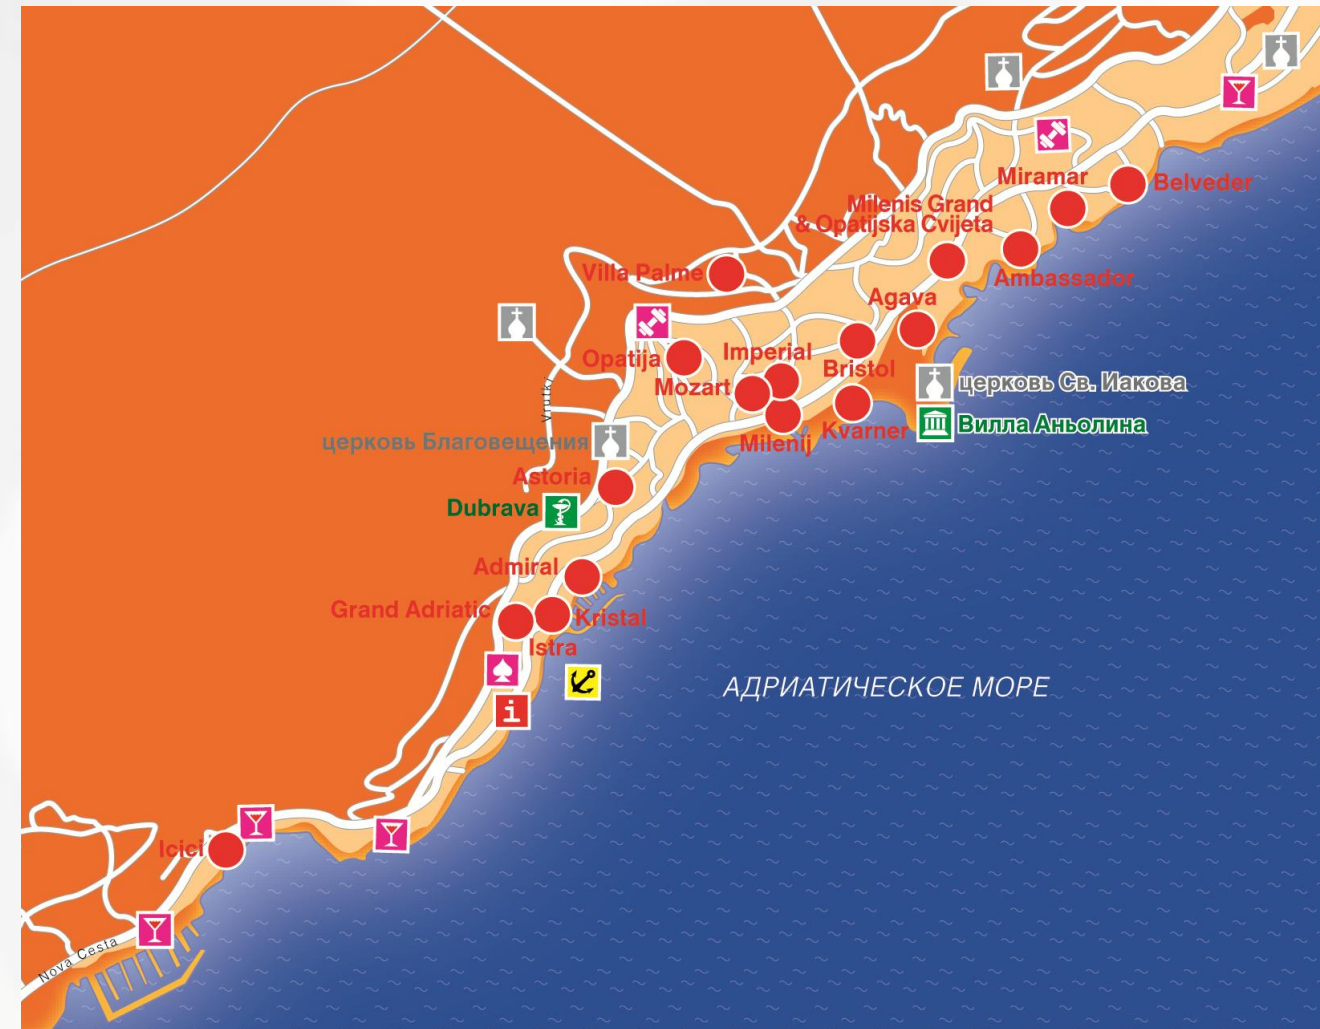 Miramar
Belveder
Milenis Grand
& Opatijska Cvijeta
Villa Palme
Ambassador
Agava
Opatija
Imperial
Bristol
Mozart
церковь Св. Иакова
Vrutki
Kvarner
Вилла Аньолина
церковь Благовещения
Milenij
Astoria
Dubrava
Admiral
Grand Adriatic
Kristal
Istra
АДРИАТИЧЕСКОЕ МОРЕ
i
Icici
Nova Cesta